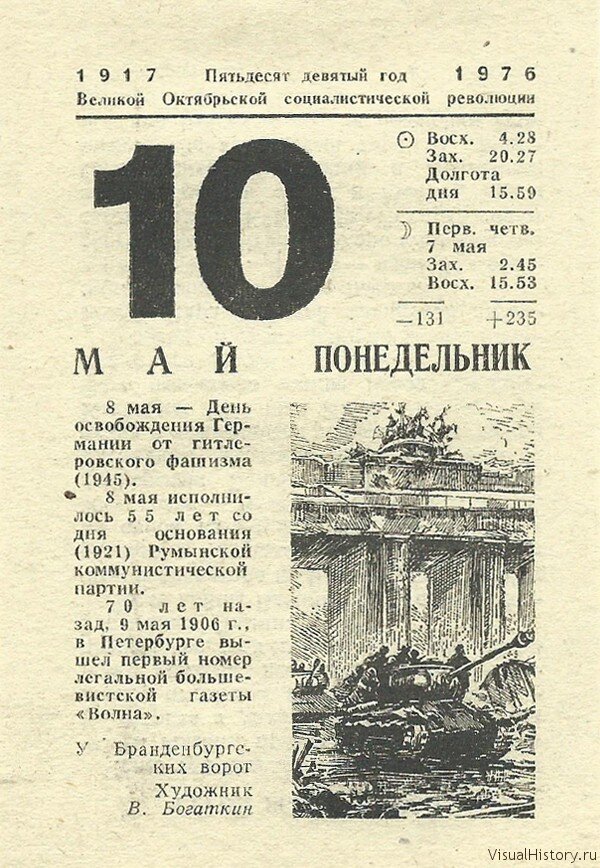 1917 Пятьдесят девятый год 1976
Великой Октябрьской социалистической революции
10
Восх. 4.28
Зах. 20.27
Долгота
дня 15.59
Перв. четв.
7 мая
Зах. 2.45
Восх. 15.53
—131 +235
МАЙ ПОНЕДЕЛЬНИК
8 мая — День
освобождения Гер-
мании от гитле-
ровского фашизма
(1945).
8 мая исполни-
лось 55 лет со
дня основания
(1921) Румынской
коммунистической
партии.
70 лет на-
зад, 9 мая 1906 г.,
в Петербурге вы-
шел первый номер
легальной больше-
вистской газеты
«Волна».
У Бранденбургс-
ких ворот
Художник
В. Богаткин
VisualHistory.ru